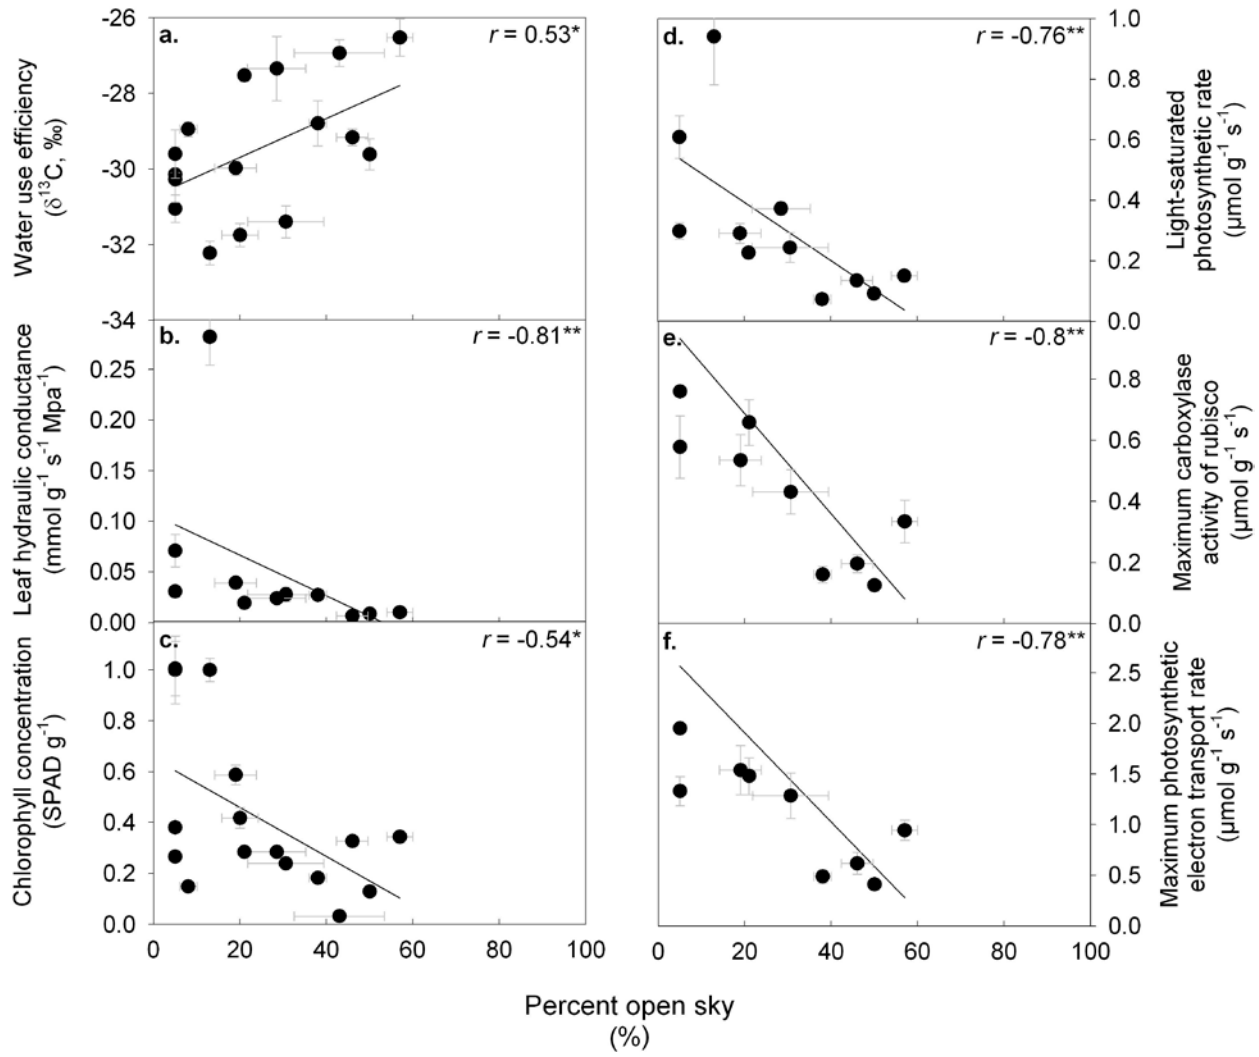 a.
r = 0.53*
-26
-28
-30
-32
-34
Water use efficiency
(δ¹³C, ‰)
b.
r = -0.81**
0.25
0.20
0.15
0.10
0.05
0.00
Leaf hydraulic conductance
(mmol g⁻¹ s⁻¹ Mpa⁻¹)
c.
r = -0.54*
1.0
0.8
0.6
0.4
0.2
0.0
Chlorophyll concentration
(SPAD g⁻¹)
0 20 40 60 80 100
d.
r = -0.76**
1.0
0.8
0.6
0.4
0.2
0.0
Light-saturated
photosynthetic rate
(μmol g⁻¹ s⁻¹)
e.
r = -0.8**
0.8
0.6
0.4
0.2
0.0
Maximum carboxylase
activity of rubisco
(μmol g⁻¹ s⁻¹)
f.
r = -0.78**
2.5
2.0
1.5
1.0
0.5
0.0
Maximum photosynthetic
electron transport rate
(μmol g⁻¹ s⁻¹)
0 20 40 60 80 100
Percent open sky
(%)